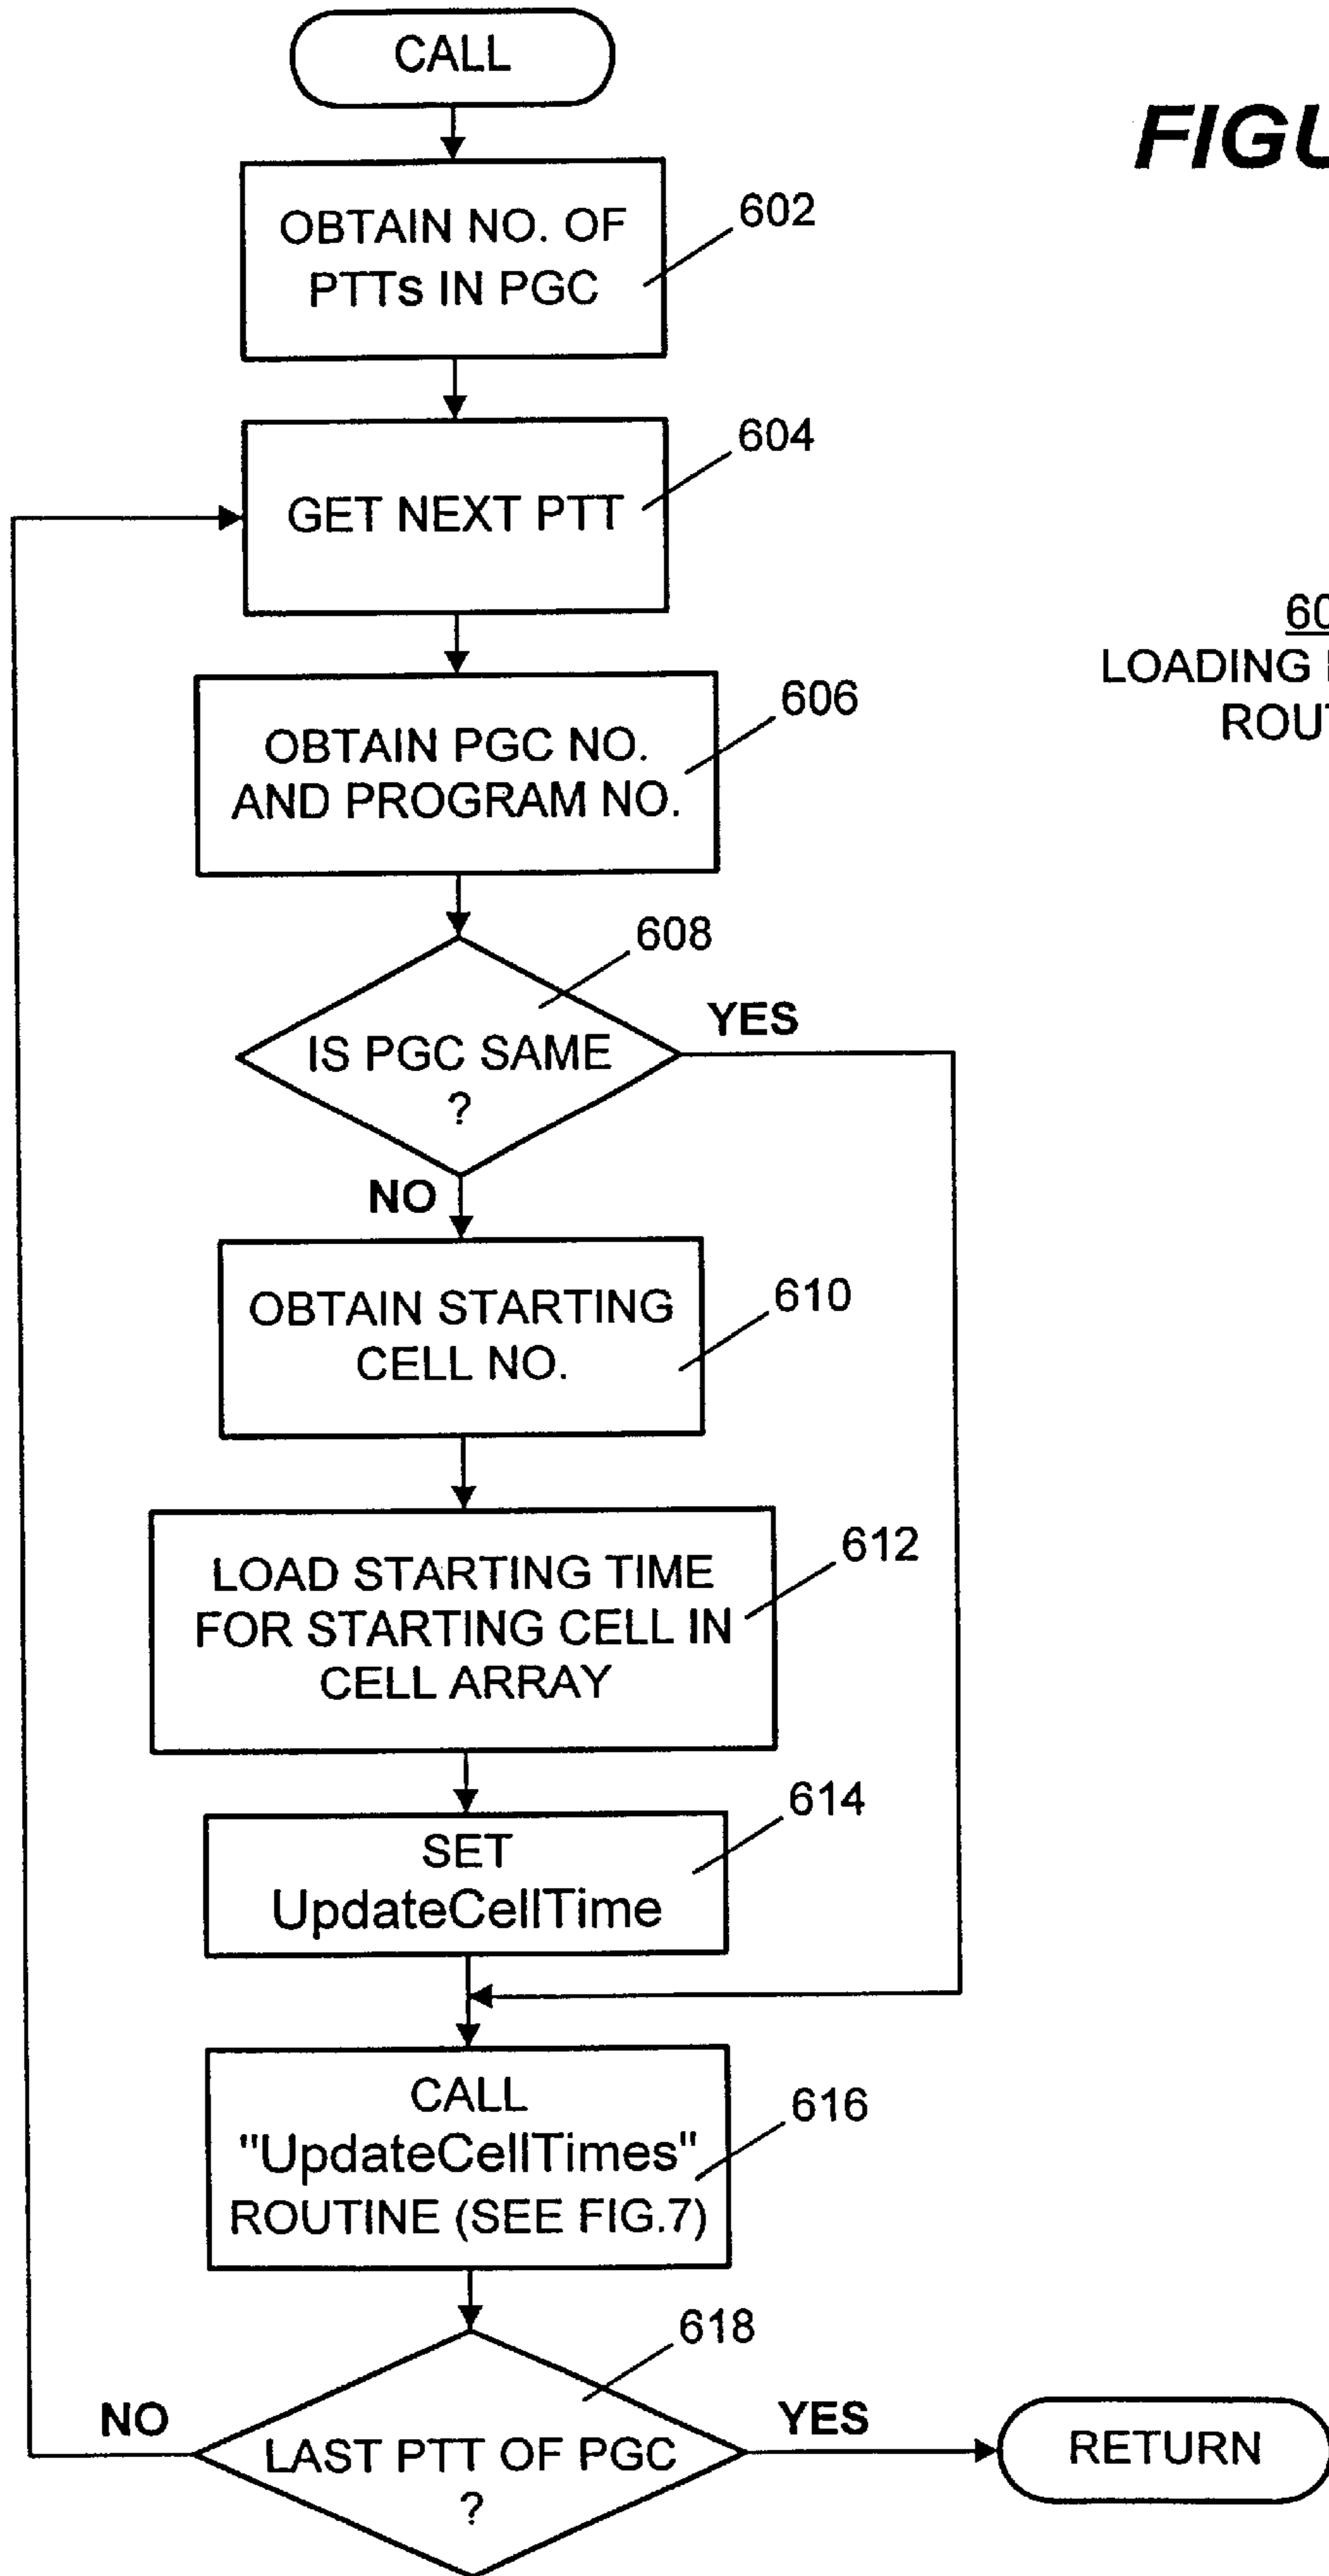 CALL
FIGU
OBTAIN NO. OF
PTTs IN PGC
602
GET NEXT PTT
604
60
LOADING
ROUT
OBTAIN PGC NO.
AND PROGRAM NO.
606
608
IS PGC SAME
?
YES
NO
OBTAIN STARTING
CELL NO.
610
LOAD STARTING TIME
FOR STARTING CELL IN
CELL ARRAY
612
SET
UpdateCellTime
614
CALL
"UpdateCellTimes"
ROUTINE (SEE FIG.7)
616
618
LAST PTT OF PGC
?
NO
YES
RETURN